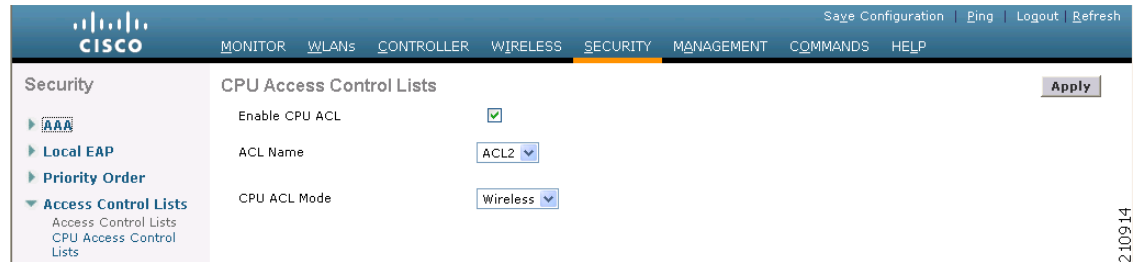 Save Configuration | Ping | Logout | Refresh
CISCO
MONITOR WLANs CONTROLLER WIRELESS SECURITY MANAGEMENT COMMANDS HELP
Security
AAA
Local EAP
Priority Order
Access Control Lists
Access Control Lists
CPU Access Control
Lists
CPU Access Control Lists
Apply
Enable CPU ACL
ACL Name ACL2
CPU ACL Mode Wireless
210914